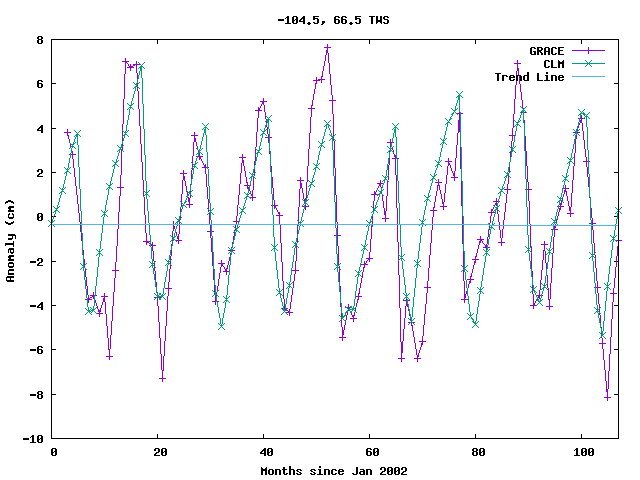 -104.5, 66.5 TWS
GRACE
CLM
Trend Line
8
6
4
2
0
-2
-4
-6
-8
-10
Anomaly (cm)
0 20 40 60 80 100
Months since Jan 2002